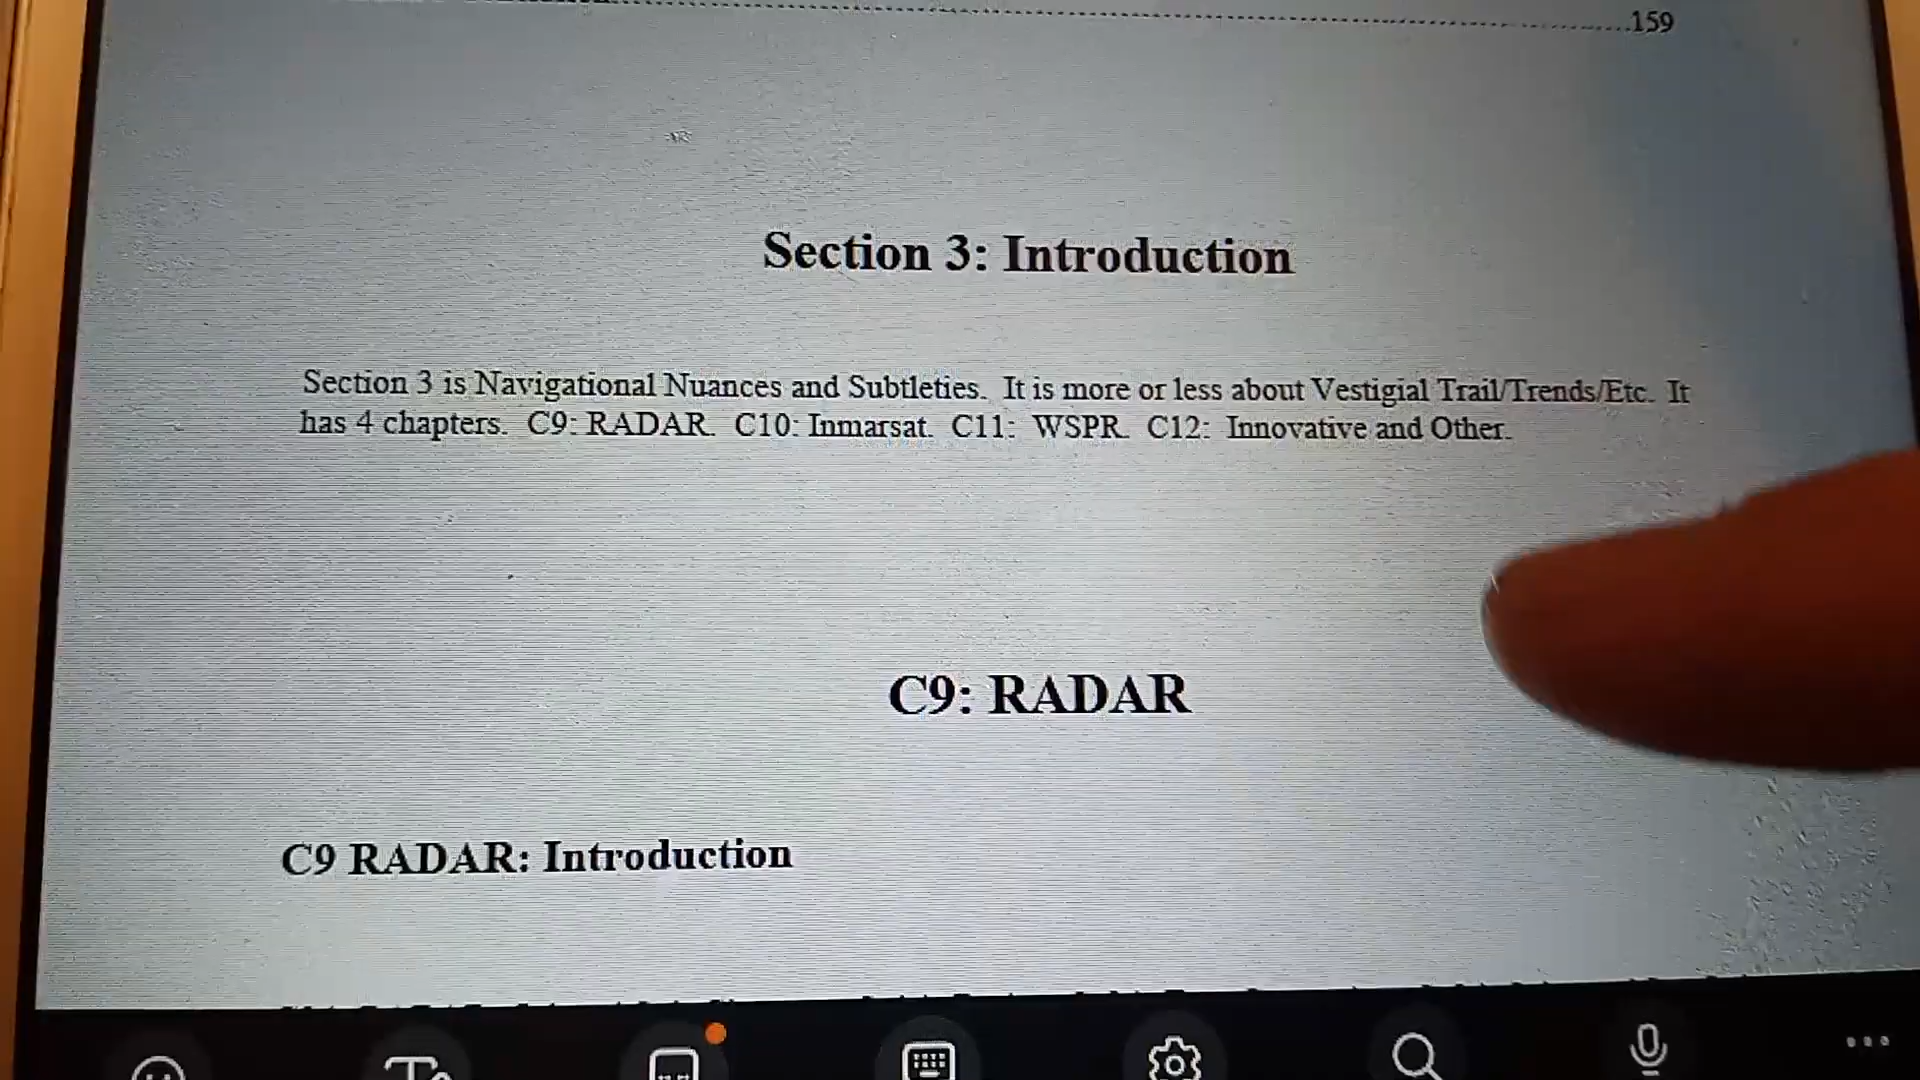 159
Section 3: Introduction
Section 3 is Navigational Nuances and Subtleties. It is more or less about Vestigial Trail/Trends/Etc. It
has 4 chapters. C9: RADAR. C10: Inmarsat. C11: WSPR. C12: Innovative and Other.
C9: RADAR
C9 RADAR: Introduction